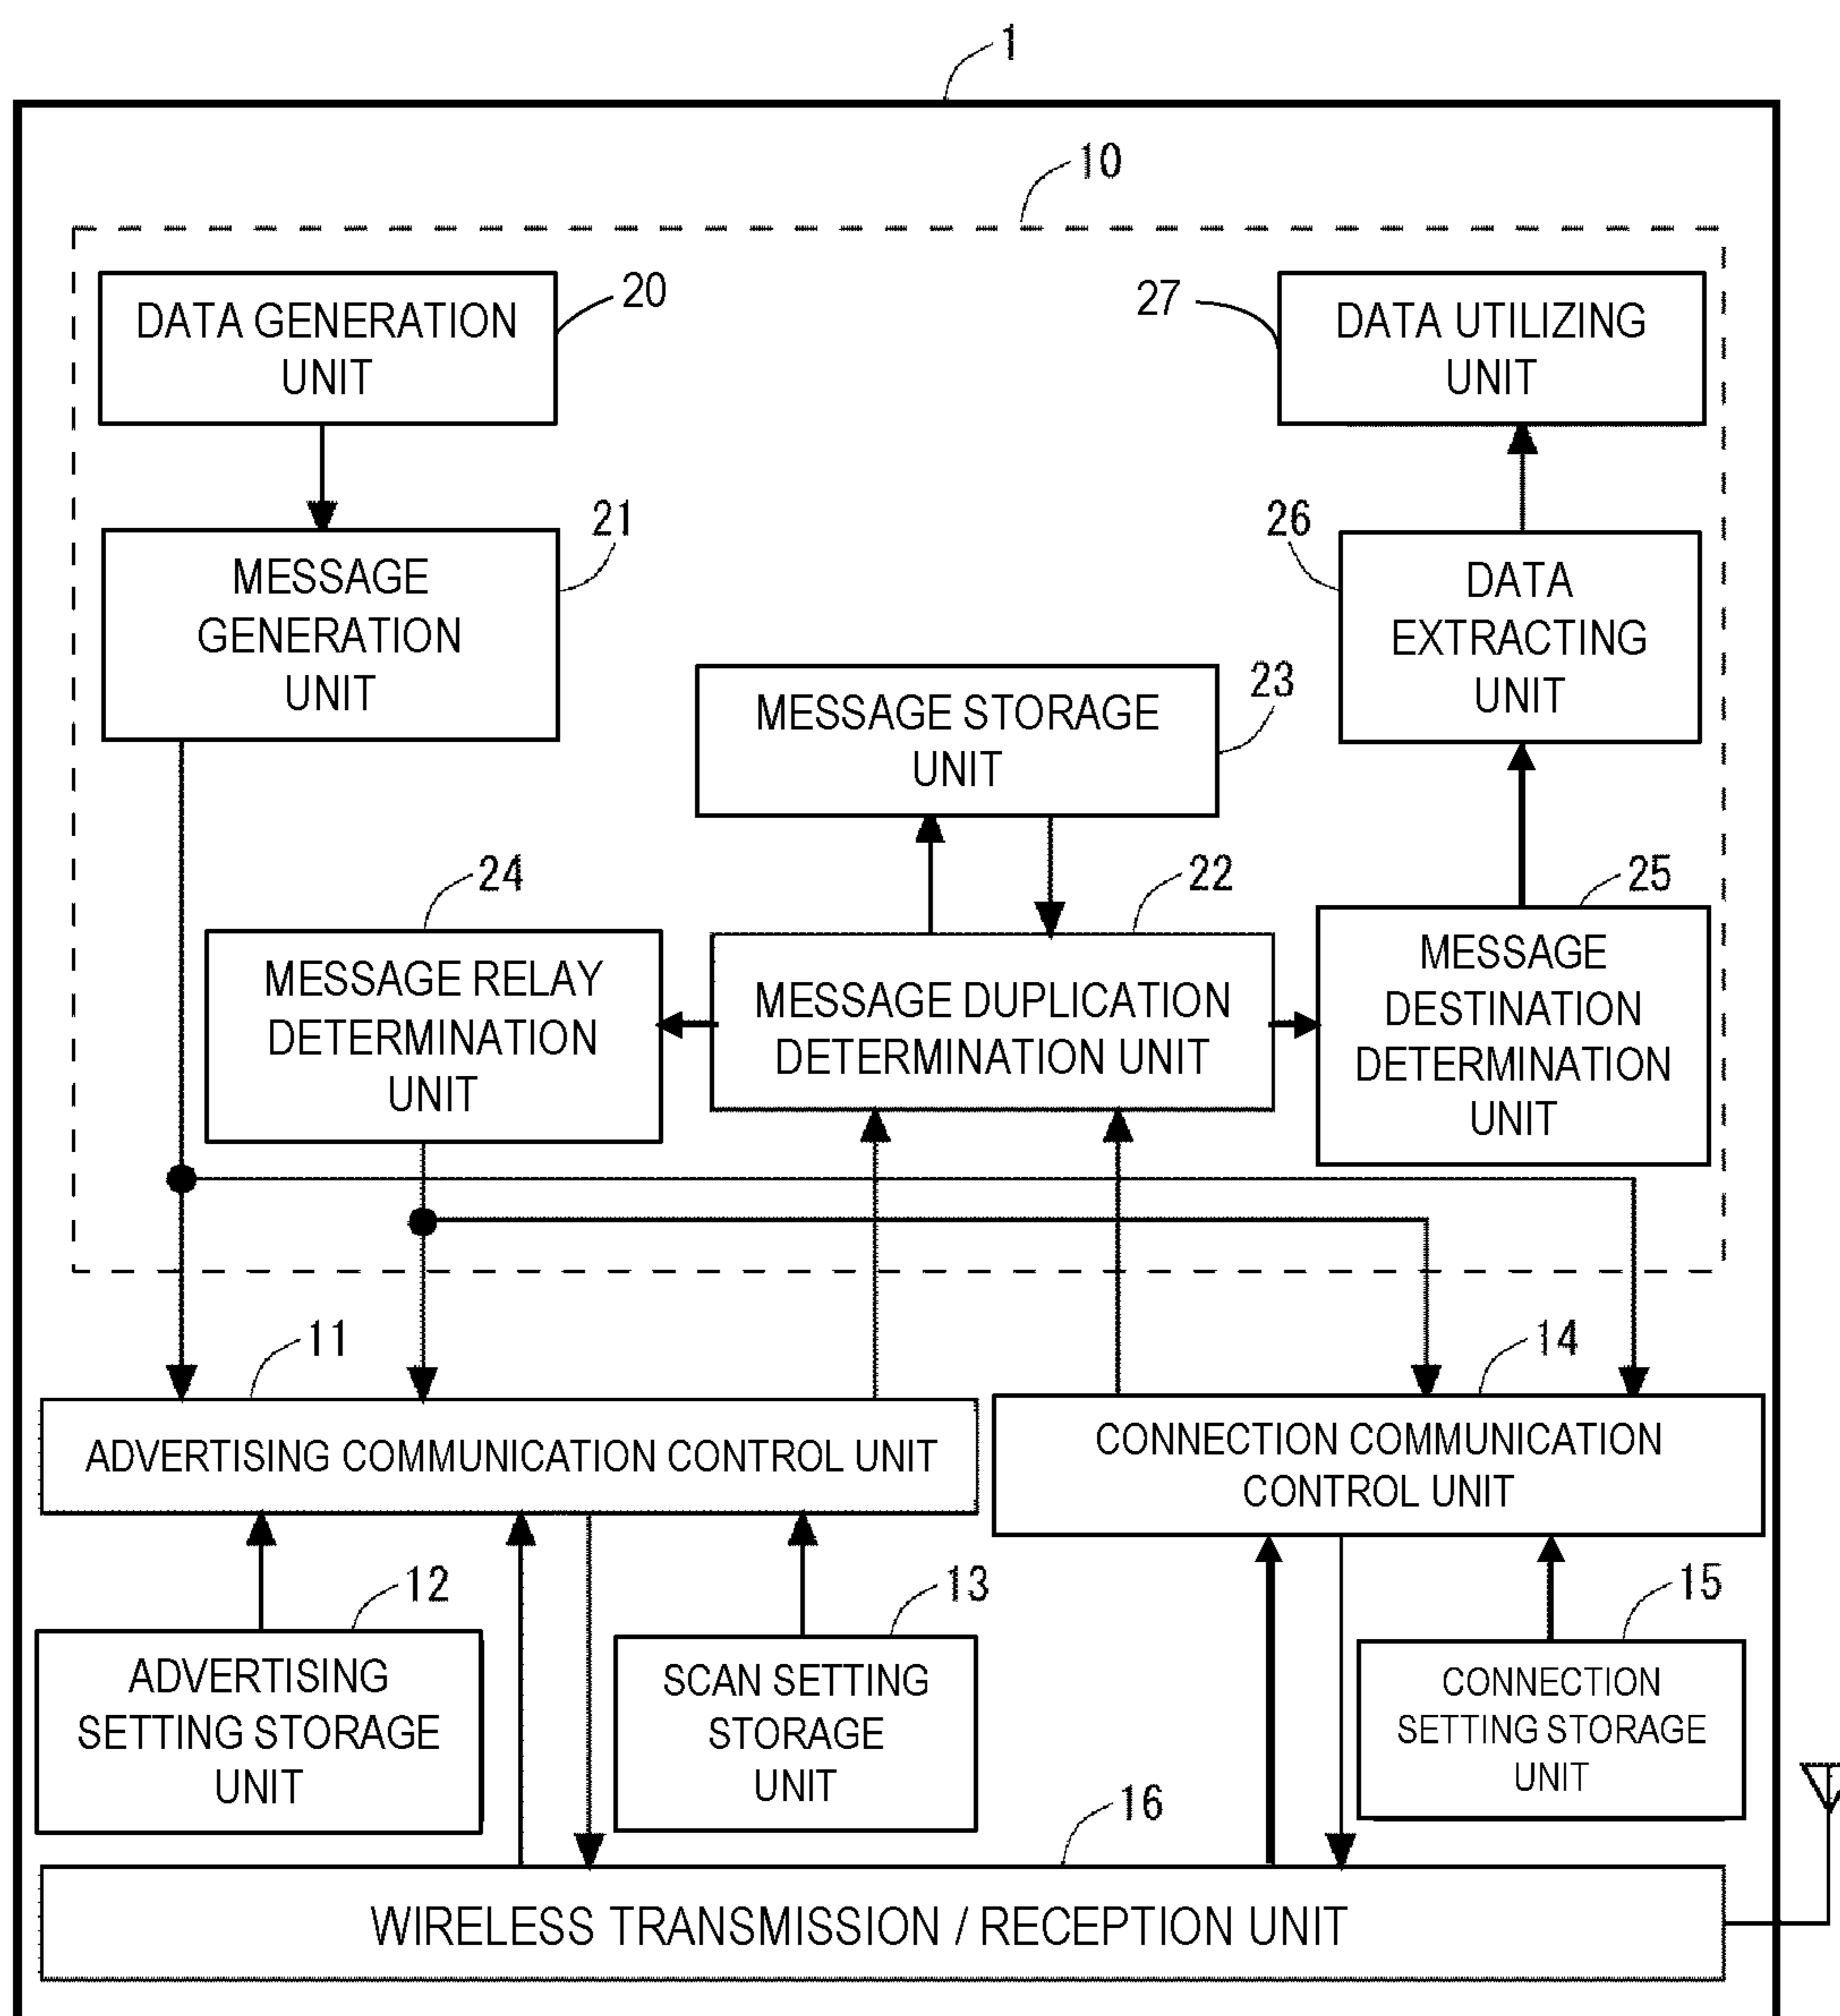 1
10
DATA GENERATION
UNIT
20
27
DATA UTILIZING
UNIT
MESSAGE
GENERATION
UNIT
21
26
DATA
EXTRACTING
UNIT
MESSAGE STORAGE
UNIT
23
24
22
25
MESSAGE RELAY
DETERMINATION
UNIT
MESSAGE DUPLICATION
DETERMINATION UNIT
MESSAGE
DESTINATION
DETERMINATION
UNIT
11
14
ADVERTISING COMMUNICATION CONTROL UNIT
CONNECTION COMMUNICATION
CONTROL UNIT
12
13
15
ADVERTISING
SETTING STORAGE
UNIT
SCAN SETTING
STORAGE
UNIT
CONNECTION
SETTING STORAGE
UNIT
16
WIRELESS TRANSMISSION / RECEPTION UNIT